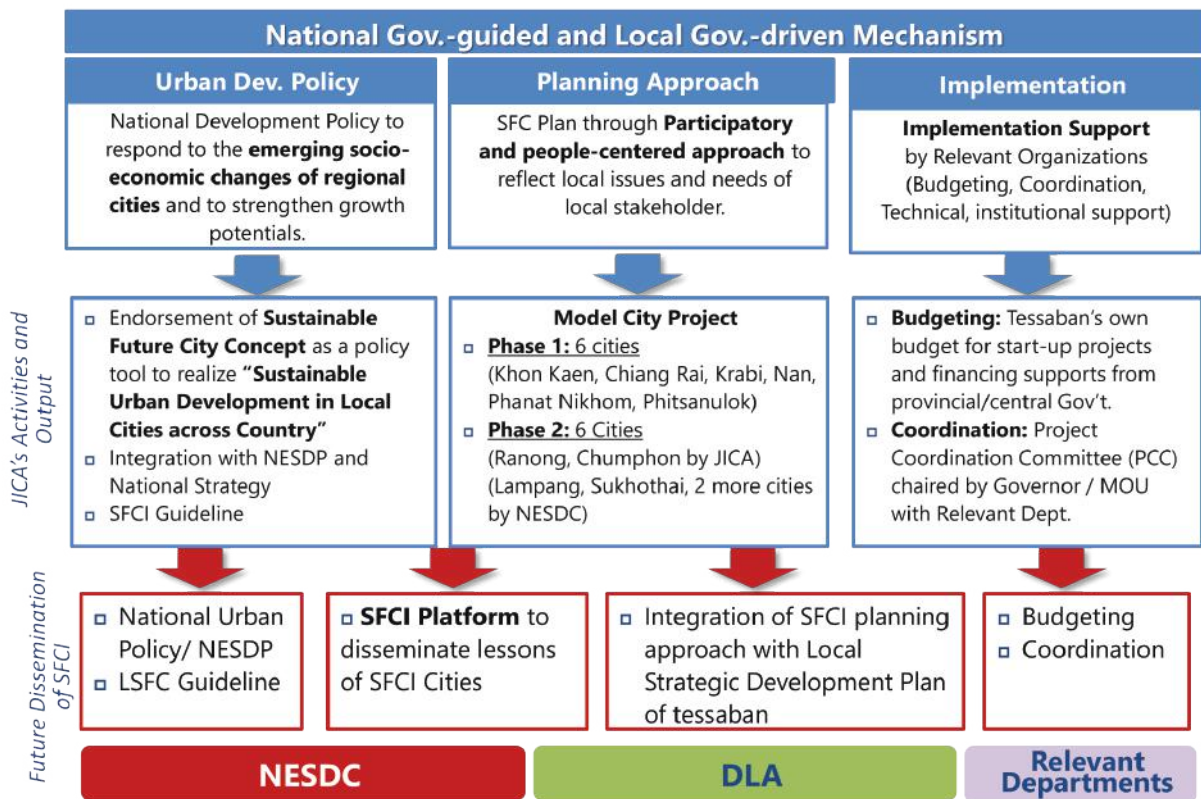 National Gov.-guided and Local Gov.-driven Mechanism
Urban Dev. Policy
National Development Policy to
respond to the emerging socio-
economic changes of regional
cities and to strengthen growth
potentials.
Planning Approach
SFC Plan through Participatory
and people-centered approach to
reflect local issues and needs of
local stakeholder.
Implementation
Implementation Support
by Relevant Organizations
(Budgeting, Coordination,
Technical, institutional support)
JICA's Activities and
Output
Endorsement of Sustainable
Future City Concept as a policy
tool to realize "Sustainable
Urban Development in Local
Cities across Country"
Integration with NESDP and
National Strategy
SFCI Guideline
Model City Project
Phase 1: 6 cities
(Khon Kaen, Chiang Rai, Krabi, Nan,
Phanat Nikhom, Phitsanulok)
Phase 2: 6 Cities
(Ranong, Chumphon by JICA)
(Lampang, Sukhothai, 2 more cities
by NESDC)
Budgeting: Tessaban's own
budget for start-up projects
and financing supports from
provincial/central Gov't.
Coordination: Project
Coordination Committee (PCC)
chaired by Governor / MOU
with Relevant Dept.
Future Dissemination
of SFCI
National Urban
Policy/ NESDP
LSFC Guideline
SFCI Platform to
disseminate lessons
of SFCI Cities
Integration of SFCI planning
approach with Local
Strategic Development Plan
of tessaban
Budgeting
Coordination
NESDC
DLA
Relevant
Departments